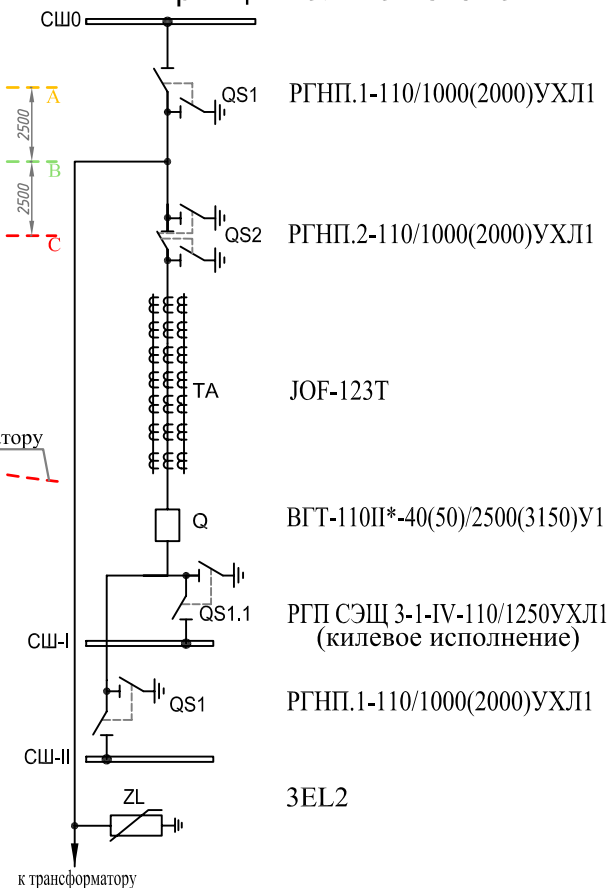 СШ0
QS1 РГНП.1-110/1000(2000)УХЛ1
A
2500
B
2500
C
QS2 РГНП.2-110/1000(2000)УХЛ1
TA JOF-123T
Q ВГТ-110II*-40(50)/2500(3150)У1
QS1.1 РГП СЭЩ 3-1-IV-110/1250УХЛ1
(килевое исполнение)
СШ-I
QS1 РГНП.1-110/1000(2000)УХЛ1
СШ-II
ZL 3EL2
к трансформатору